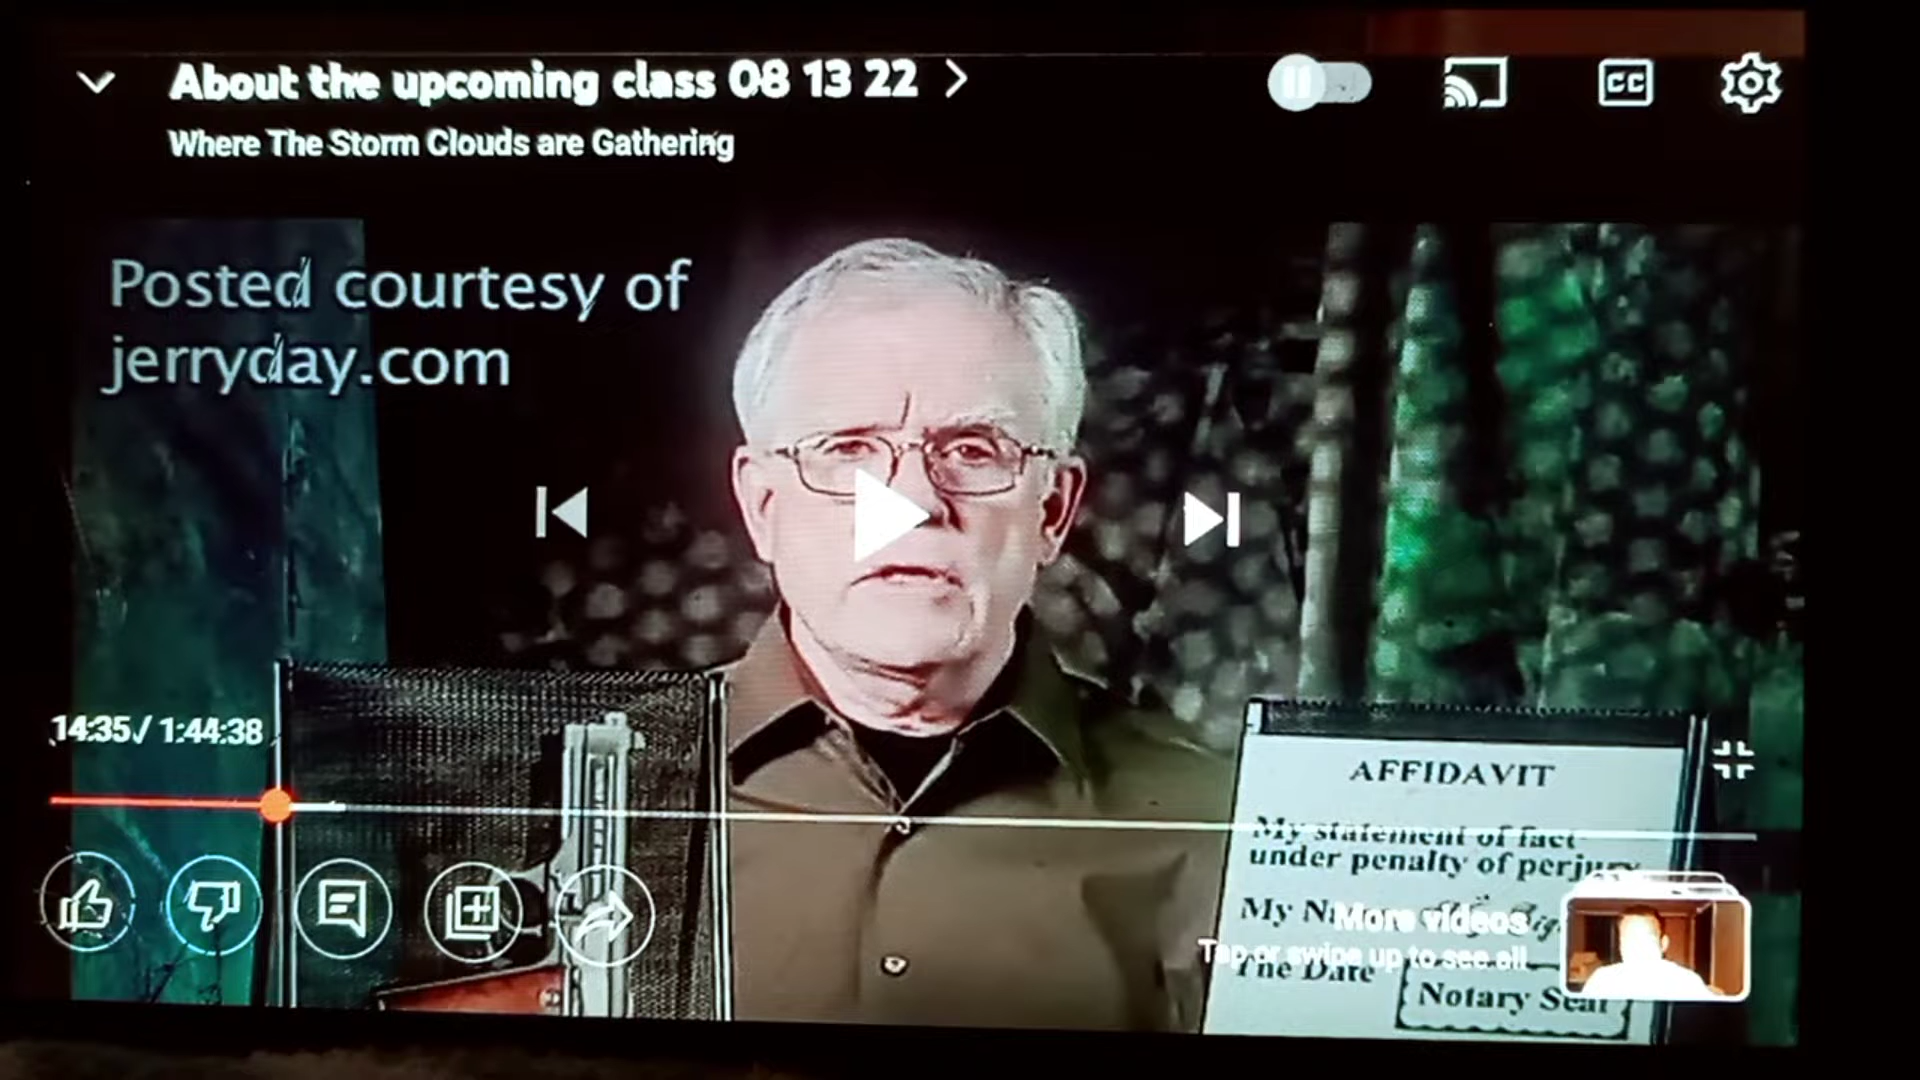 About the upcoming class 08 13 22
Where The Storm Clouds are Gathering
CC
Posted courtesy of
jerryday.com
14:35 / 1:44:38
AFFIDAVIT
My statement of fact
under penalty of perjury
My
More videos
Tap or swipe up to see all
The Date
Notary Seal